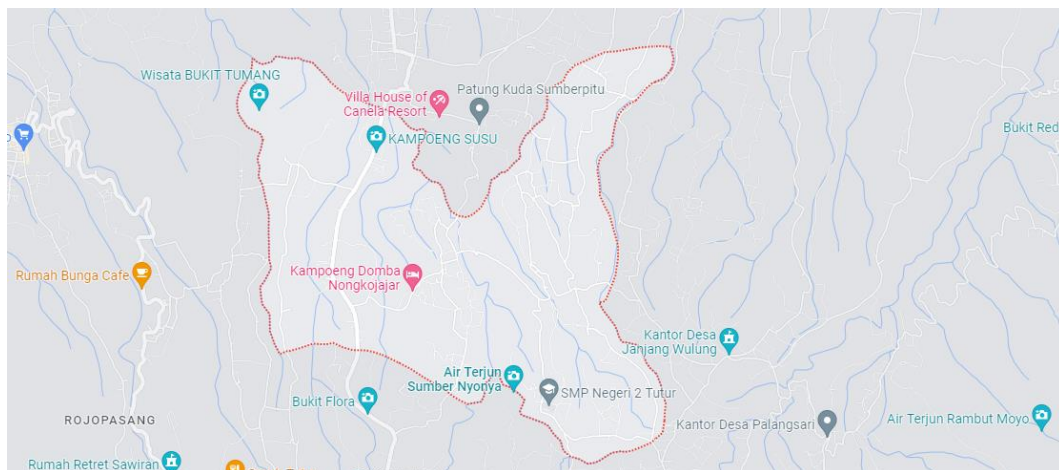 Wisata BUKIT TUMANG
Villa House of
Canela Resort
Patung Kuda Sumberpitu
KAMPOENG SUSU
Bukit Red
Rumah Bunga Cafe
Kampoeng Domba
Nongkojajar
Kantor Desa
Janjang Wulung
Air Terjun
Sumber Nyonya
SMP Negeri 2 Tutur
Bukit Flora
ROJOPASANG
Kantor Desa Palangsari
Air Terjun Rambut Moyo
Rumah Retret Sawiran